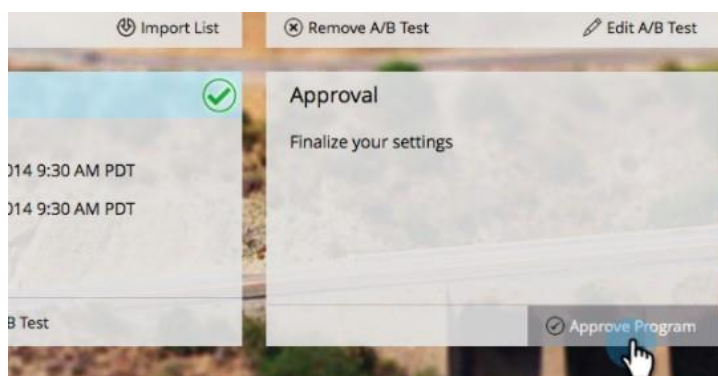 Import List
Remove A/B Test
Edit A/B Test
Approval
Finalize your settings
014 9:30 AM PDT
014 9:30 AM PDT
B Test
Approve Program